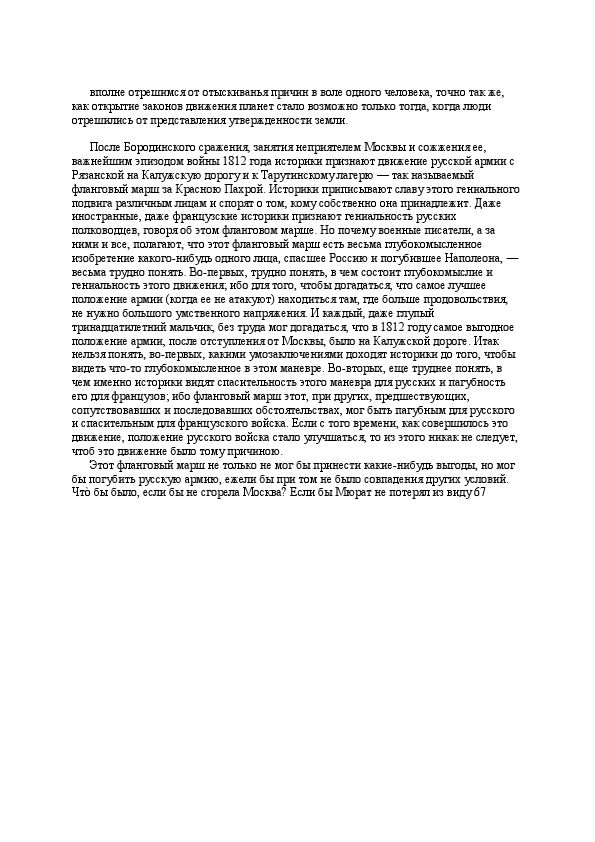 вполне отрешимся от отыскиванья причин в воле одного человека, точно так же,
как открытие законов движения планет стало возможно только тогда, когда люди
отрешились от представления утвержденности земли.
После Бородинского сражения, занятия неприятелем Москвы и сожжения ее,
важнейшим эпизодом войны 1812 года историки признают движение русской армии с
Рязанской на Калужскую дорогу и к Тарутинскому лагерю — так называемый
фланговый марш за Красною Пахрой. Историки приписывают славу этого гениального
подвига различным лицам и спорят о том, кому собственно она принадлежит. Даже
иностранные, даже французские историки признают гениальность русских
полководцев, говоря об этом фланговом марше. Но почему военные писатели, а за
ними и все, полагают, что этот фланговый марш есть весьма глубокомысленное
изобретение какого-нибудь одного лица, спасшее Россию и погубившее Наполеона, —
весьма трудно понять. Во-первых, трудно понять, в чем состоит глубокомыслие и
гениальность этого движения; ибо для того, чтобы догадаться, что самое лучшее
положение армии (когда ее не атакуют) находиться там, где больше продовольствия,
не нужно большого умственного напряжения. И каждый, даже глупый
тринадцатилетний мальчик, без труда мог догадаться, что в 1812 году самое выгодное
положение армии, после отступления от Москвы, было на Калужской дороге. Итак
нельзя понять, во-первых, какими умозаключениями доходят историки до того, чтобы
видеть что-то глубокомысленное в этом маневре. Во-вторых, еще труднее понять, в
чем именно историки видят спасительность этого маневра для русских и пагубность
его для французов; ибо фланговый марш этот, при других, предшествующих,
сопутствовавших и последовавших обстоятельствах, мог быть пагубным для русского
и спасительным для французского войска. Если с того времени, как совершилось это
движение, положение русского войска стало улучшаться, то из этого никак не следует,
чтоб это движение было тому причиною.
Этот фланговый марш не только не мог бы принести какие-нибудь выгоды, но мог
бы погубить русскую армию, ежели бы при том не было совпадения других условий.
Что̀ бы было, если бы не сгорела Москва? Если бы Мюрат не потерял из виду 67